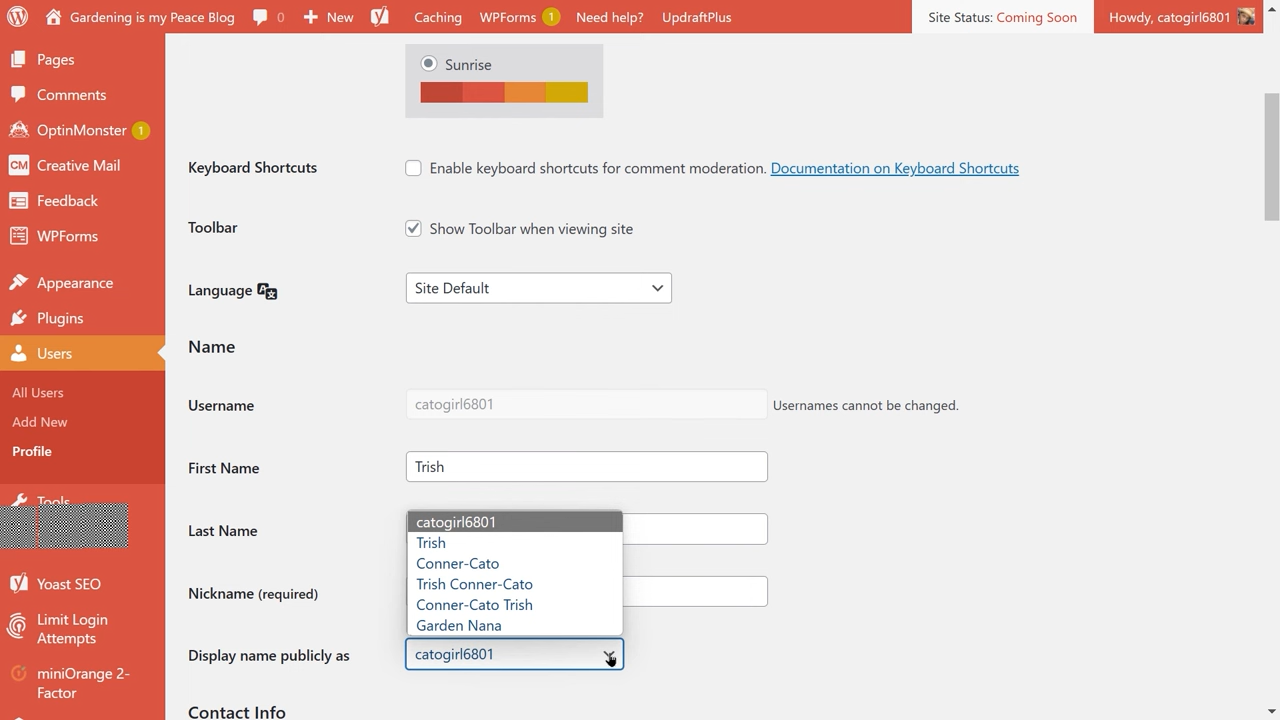 Gardening is my Peace Blog 0 New Caching WPForms 1 Need help? UpdraftPlus Site Status: Coming Soon Howdy, catogirl6801
Pages
Comments
OptinMonster 1
CM Creative Mail
Feedback
WPForms
Appearance
Plugins
Users
All Users
Add New
Profile
Tools
Yoast SEO
Limit Login
Attempts
miniOrange 2-
Factor
Sunrise
Keyboard Shortcuts
Enable keyboard shortcuts for comment moderation. Documentation on Keyboard Shortcuts
Toolbar
Show Toolbar when viewing site
Language
Site Default
Name
Username
catogirl6801
Usernames cannot be changed.
First Name
Trish
Last Name
Nickname (required)
catogirl6801
Trish
Conner-Cato
Trish Conner-Cato
Conner-Cato Trish
Garden Nana
Display name publicly as
catogirl6801
Contact Info